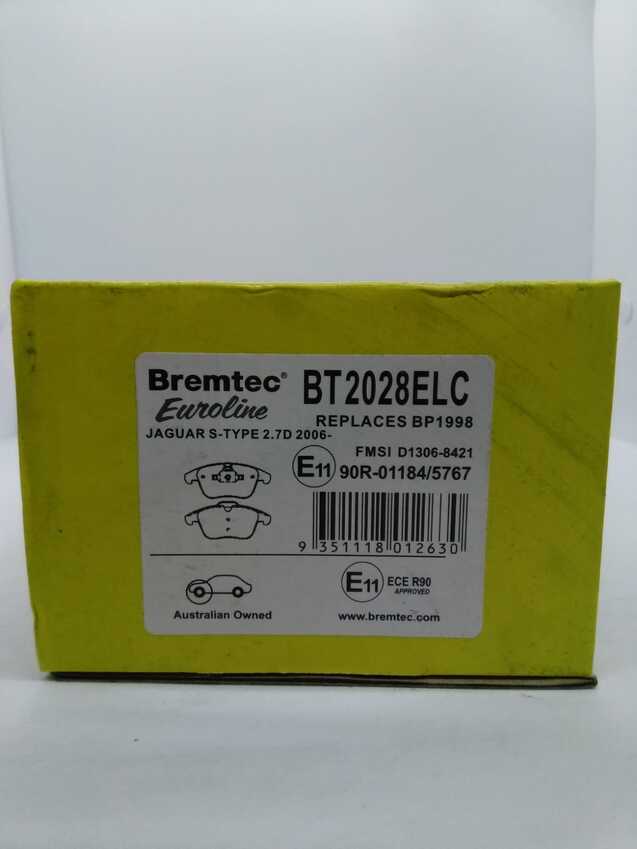 Bremtec®
Euroline
BT2028ELC
REPLACES BP1998
JAGUAR S-TYPE 2.7D 2006-
FMSI D1306-8421
E11 90R-01184/5767
9 351118 012630
E11 ECE R90
APPROVED
Australian Owned
www.bremtec.com